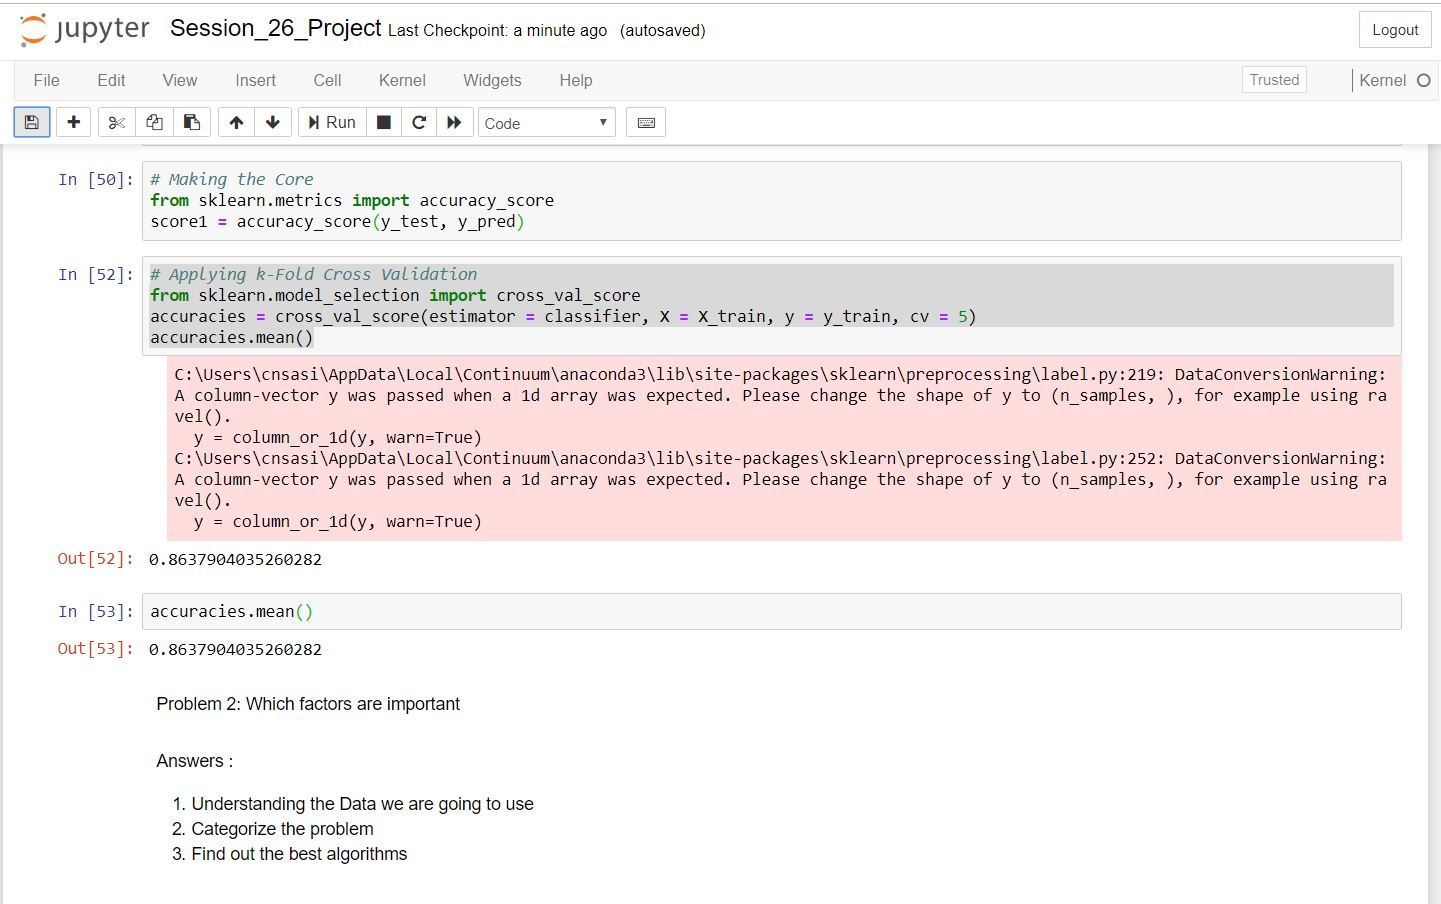 jupyter Session_26_Project Last Checkpoint: a minute ago (autosaved)
Logout
File Edit View Insert Cell Kernel Widgets Help
Trusted
Kernel
Run
Code
In [50]: # Making the Core
from sklearn.metrics import accuracy_score
score1 = accuracy_score(y_test, y_pred)
In [52]: # Applying k-Fold Cross Validation
from sklearn.model_selection import cross_val_score
accuracies = cross_val_score(estimator = classifier, X = X_train, y = y_train, cv = 5)
accuracies.mean()
C:\Users\cnsasi\AppData\Local\Continuum\anaconda3\lib\site-packages\sklearn\preprocessing\label.py:219: DataConversionWarning:
A column-vector y was passed when a 1d array was expected. Please change the shape of y to (n_samples, ), for example using ra
vel().
y = column_or_1d(y, warn=True)
C:\Users\cnsasi\AppData\Local\Continuum\anaconda3\lib\site-packages\sklearn\preprocessing\label.py:252: DataConversionWarning:
A column-vector y was passed when a 1d array was expected. Please change the shape of y to (n_samples, ), for example using ra
vel().
y = column_or_1d(y, warn=True)
Out[52]: 0.8637904035260282
In [53]: accuracies.mean()
Out[53]: 0.8637904035260282
Problem 2: Which factors are important
Answers :
1. Understanding the Data we are going to use
2. Categorize the problem
3. Find out the best algorithms